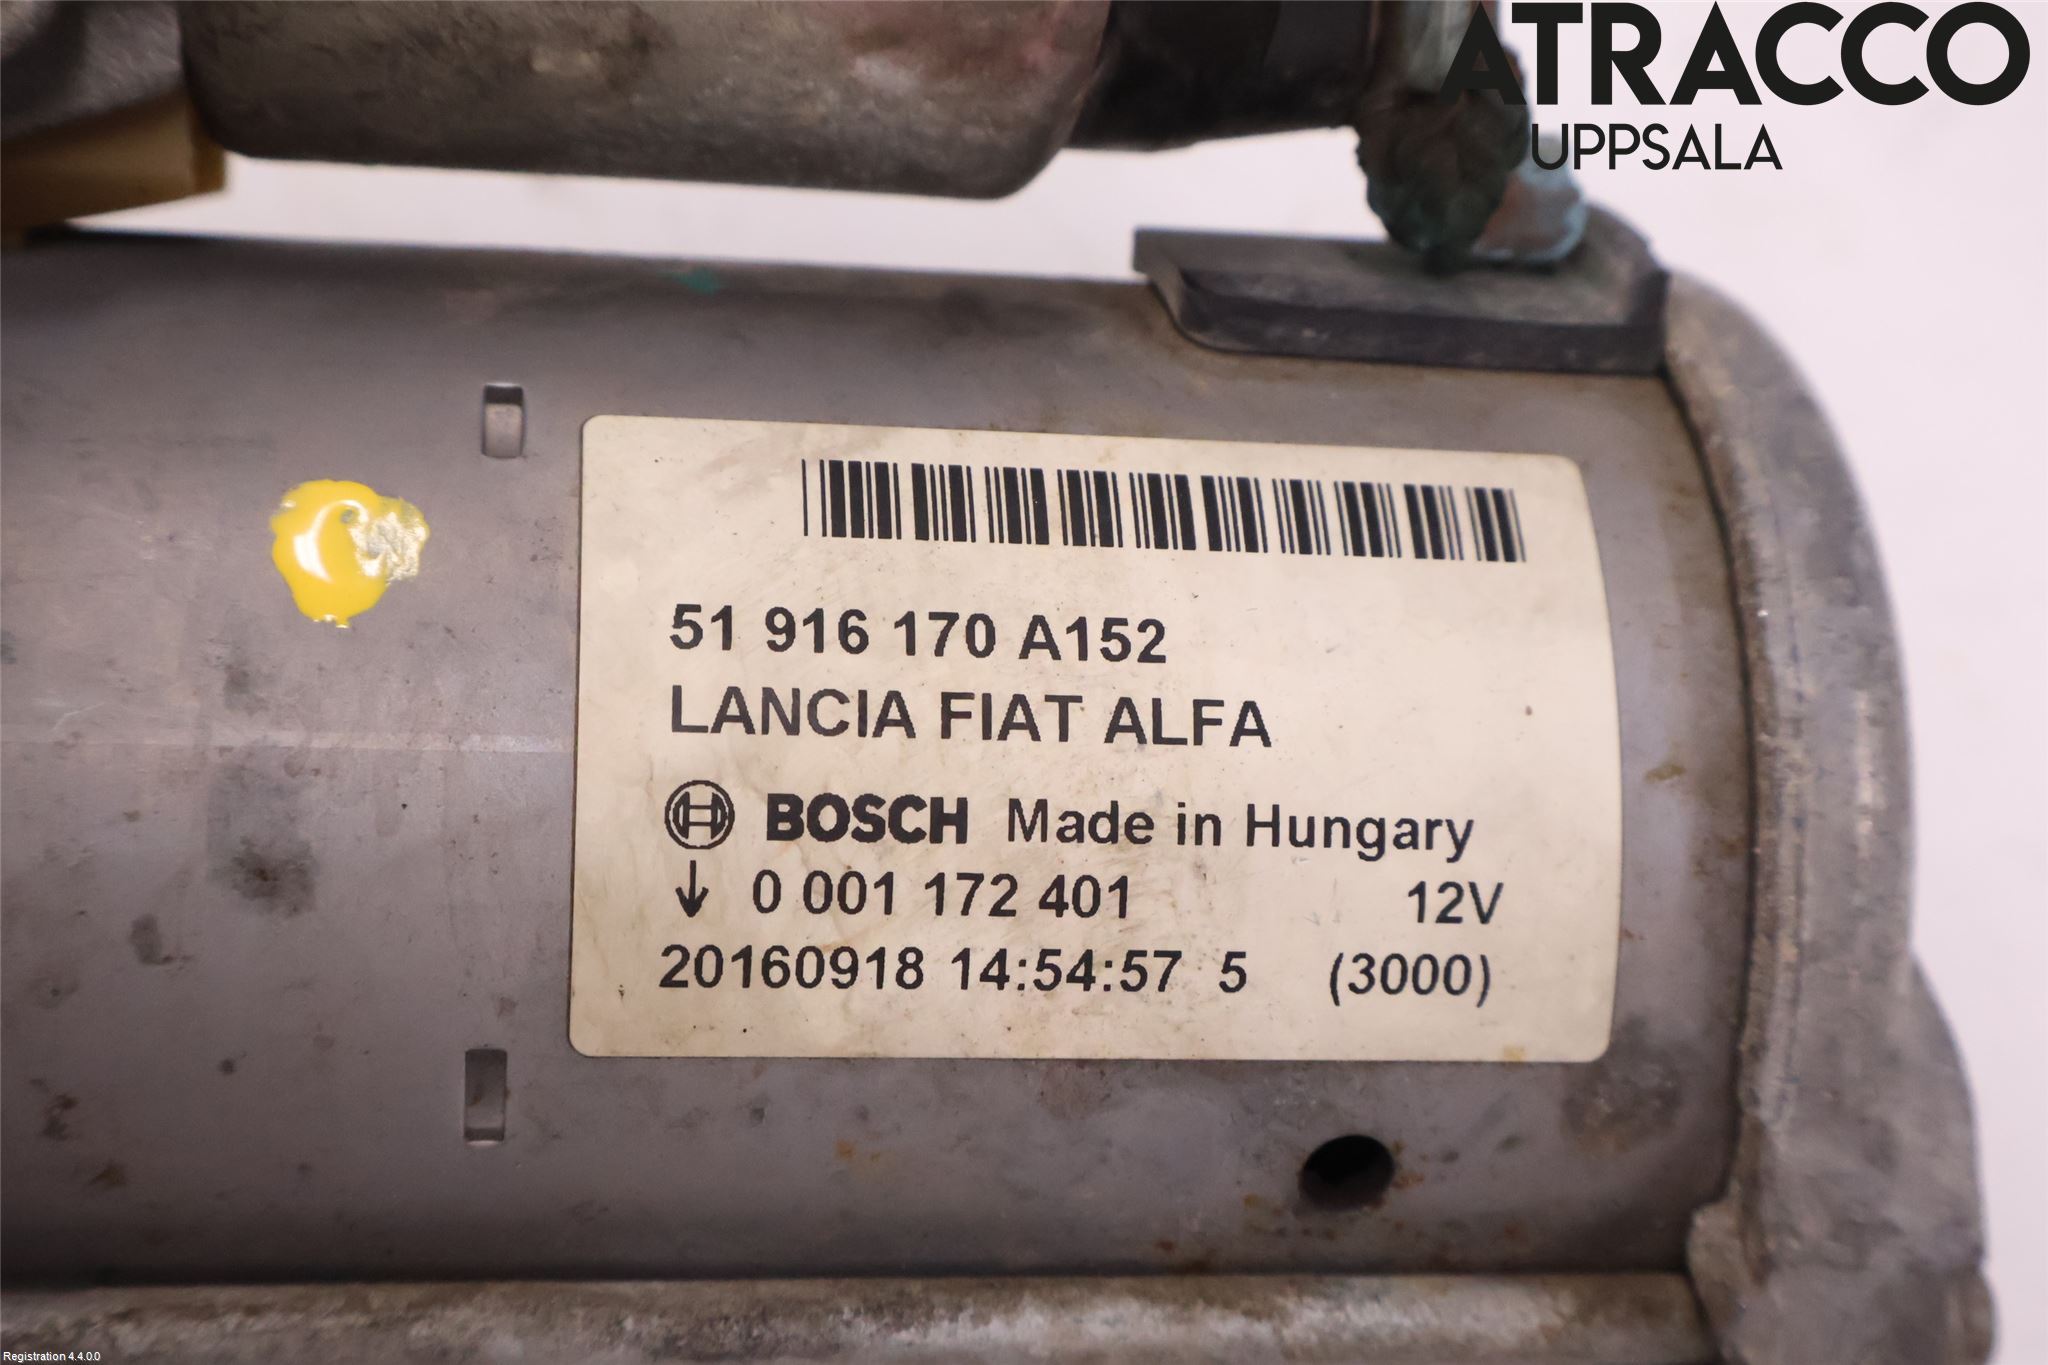 ATRACCO
UPPSALA
51 916 170 A152
LANCIA FIAT ALFA
BOSCH Made in Hungary
↓ 0 001 172 401 12V
20160918 14:54:57 5 (3000)
Registration 4.4.0.0